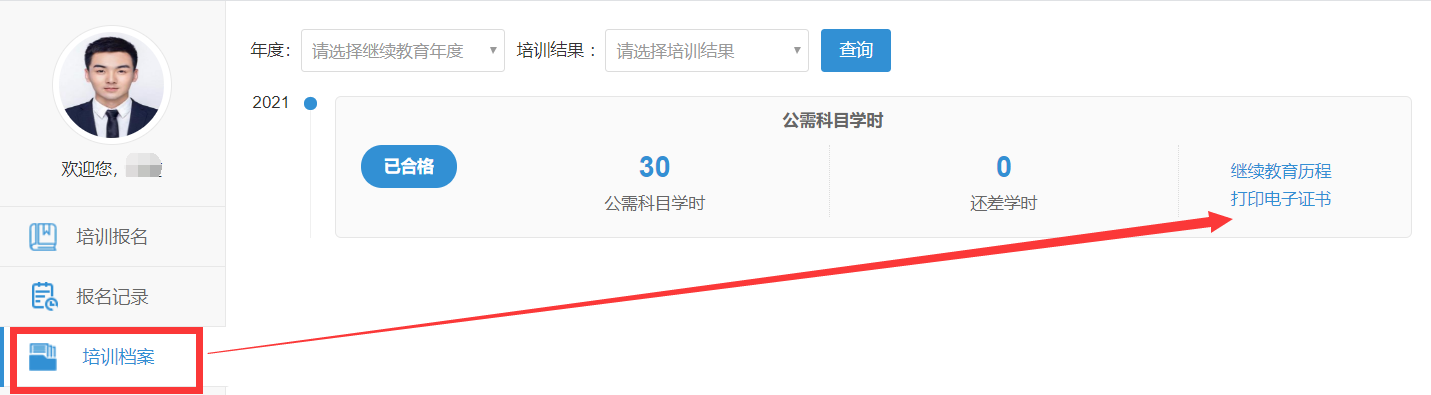 欢迎您，
培训报名
报名记录
培训档案
年度： 请选择继续教育年度 培训结果： 请选择培训结果 查询
2021
公需科目学时
已合格
30
公需科目学时
0
还差学时
继续教育历程
打印电子证书